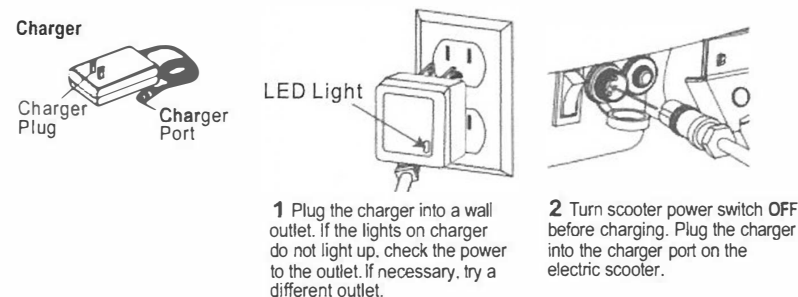 Charger
Charger
Plug
Charger
Port
LED Light
1 Plug the charger into a wall
outlet. If the lights on charger
do not light up, check the power
to the outlet. If necessary, try a
different outlet.
2 Turn scooter power switch OFF
before charging. Plug the charger
into the charger port on the
electric scooter.